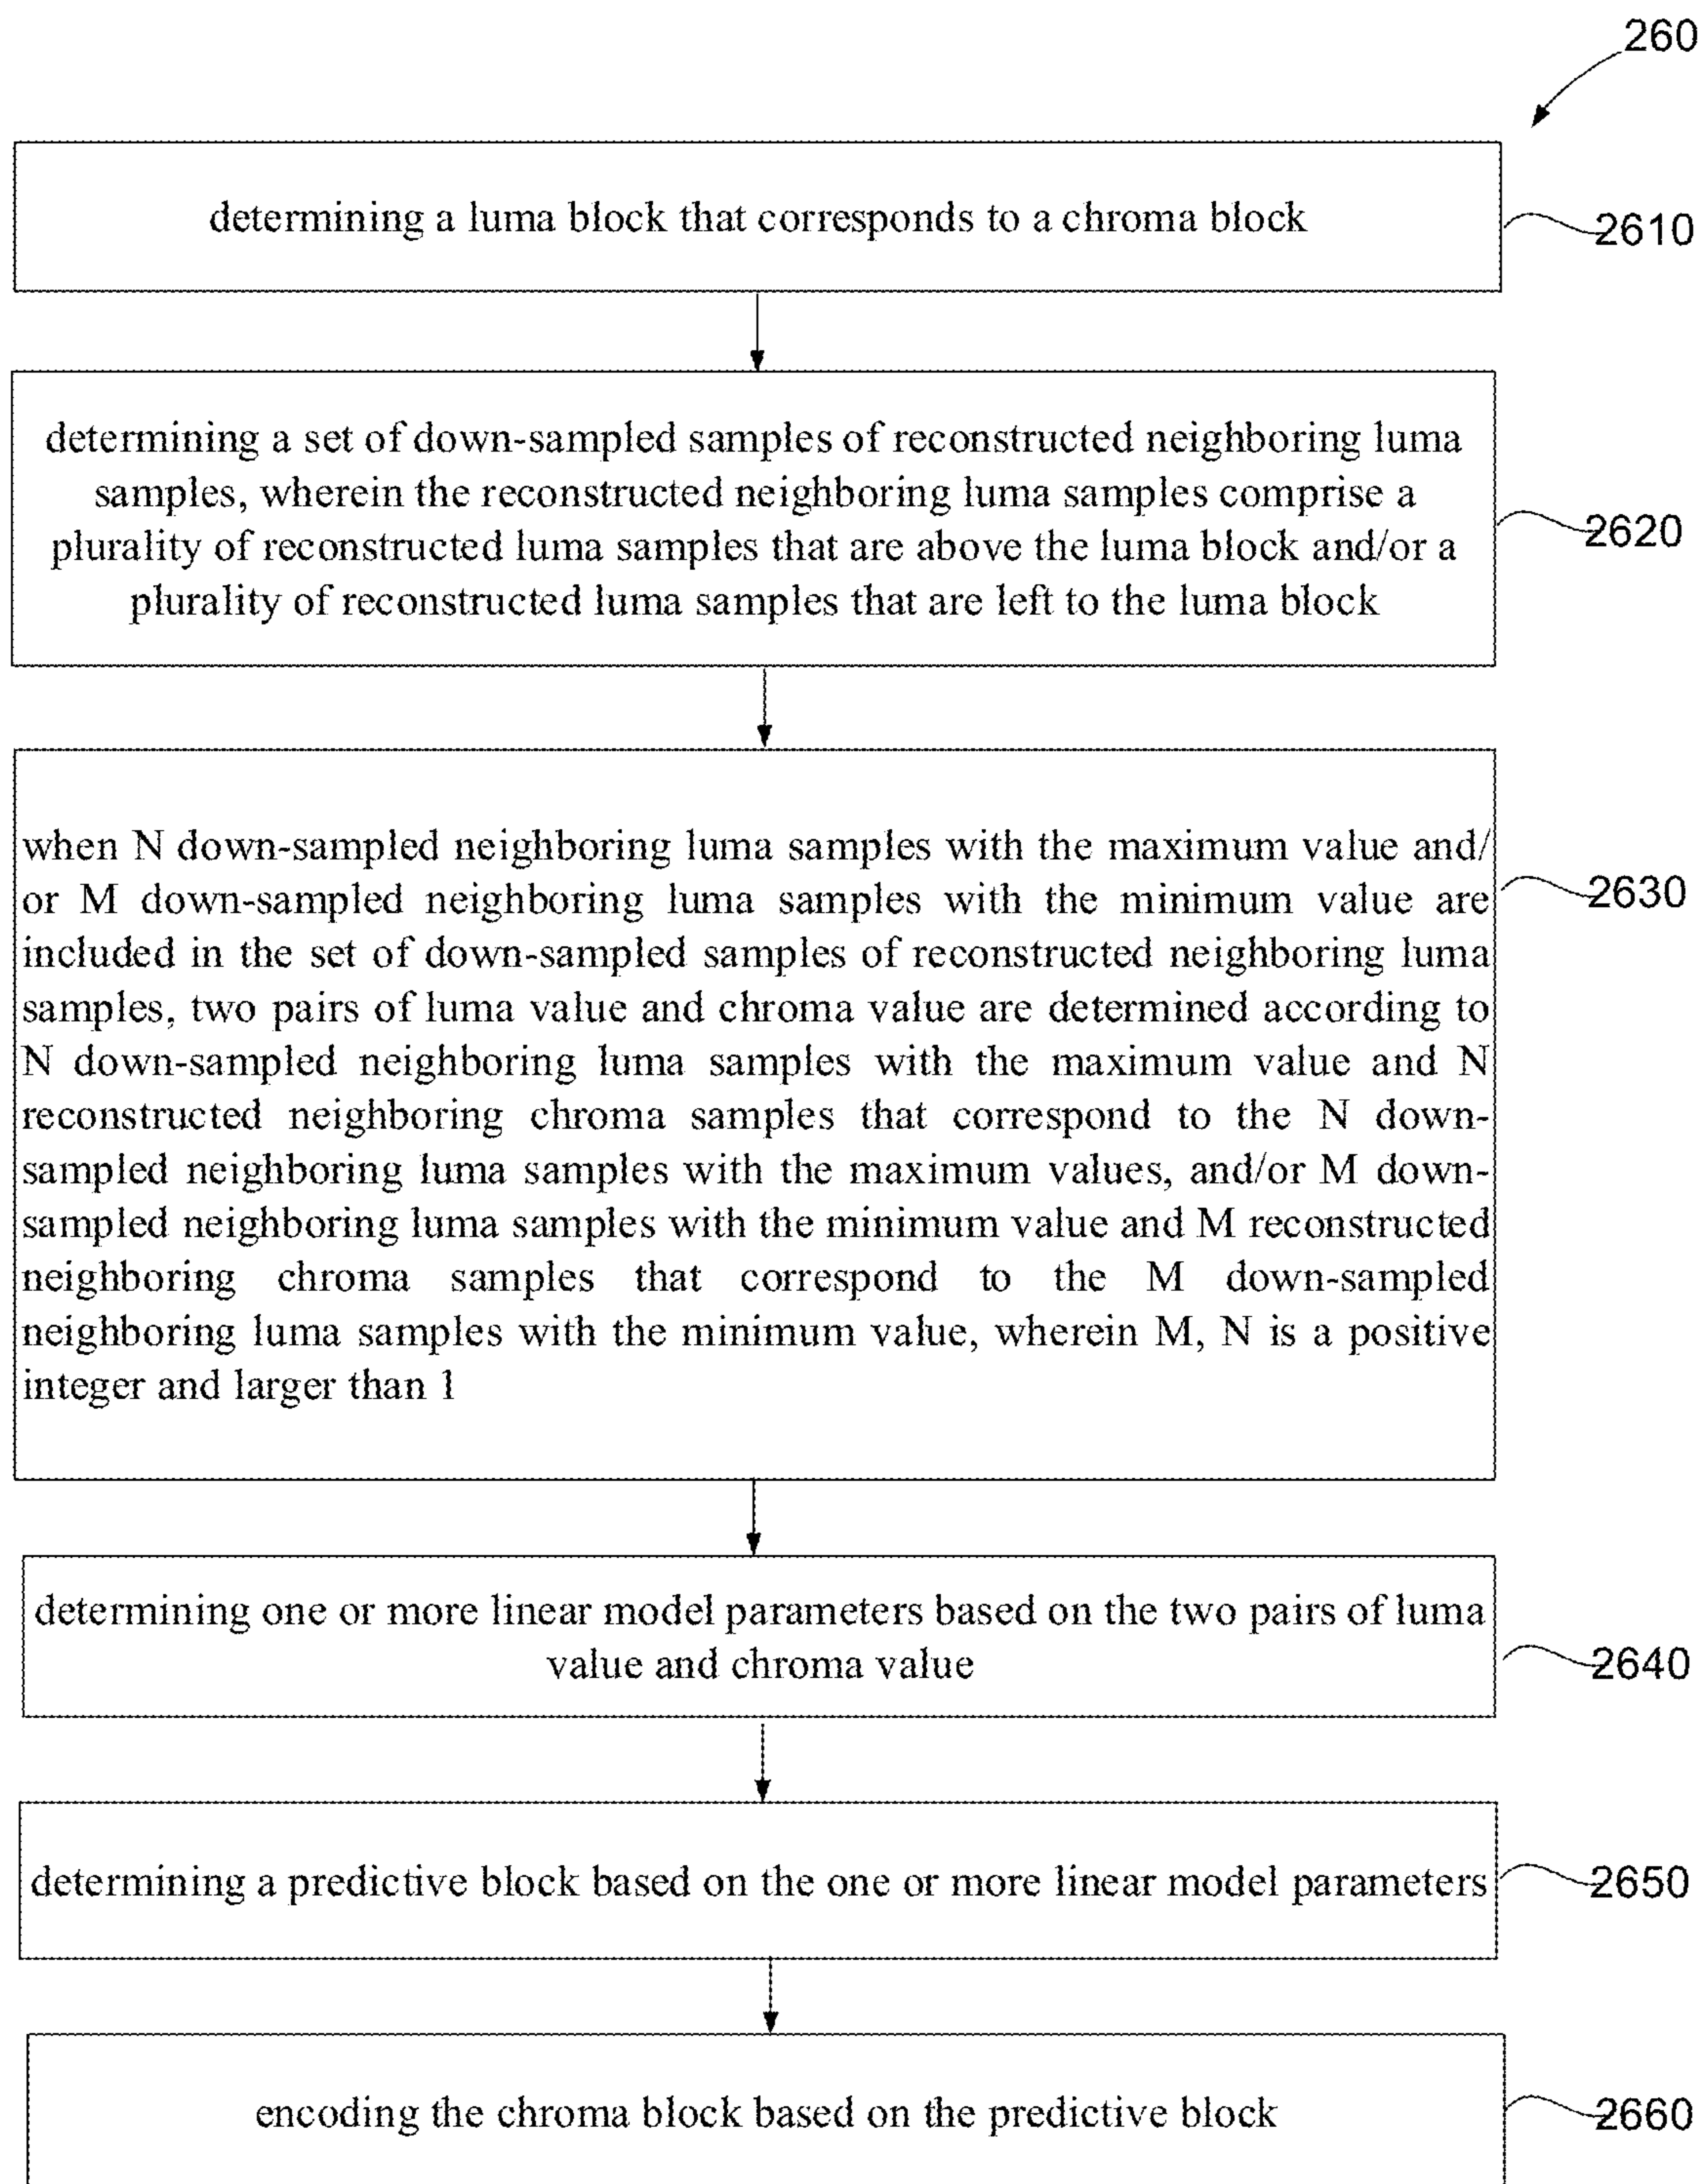 260
determining a luma block that corresponds to a chroma block
2610
determining a set of down-sampled samples of reconstructed neighboring luma
samples, wherein the reconstructed neighboring luma samples comprise a
plurality of reconstructed luma samples that are above the luma block and/or a
plurality of reconstructed luma samples that are left to the luma block
2620
when N down-sampled neighboring luma samples with the maximum value and/
or M down-sampled neighboring luma samples with the minimum value are
included in the set of down-sampled samples of reconstructed neighboring luma
samples, two pairs of luma value and chroma value are determined according to
N down-sampled neighboring luma samples with the maximum value and N
reconstructed neighboring chroma samples that correspond to the N down-
sampled neighboring luma samples with the maximum values, and/or M down-
sampled neighboring luma samples with the minimum value and M reconstructed
neighboring chroma samples that correspond to the M down-sampled
neighboring luma samples with the minimum value, wherein M, N is a positive
integer and larger than 1
2630
determining one or more linear model parameters based on the two pairs of luma
value and chroma value
2640
determining a predictive block based on the one or more linear model parameters
2650
encoding the chroma block based on the predictive block
2660